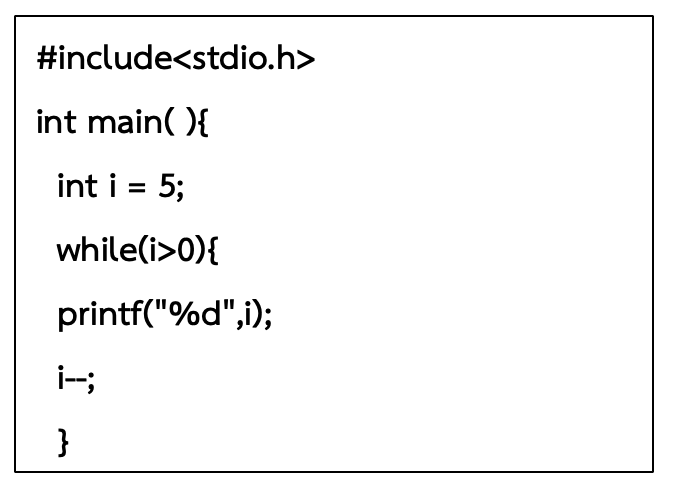 #include<stdio.h>
int main( ){
int i = 5;
while(i>0){
printf("%d",i);
i--;
}